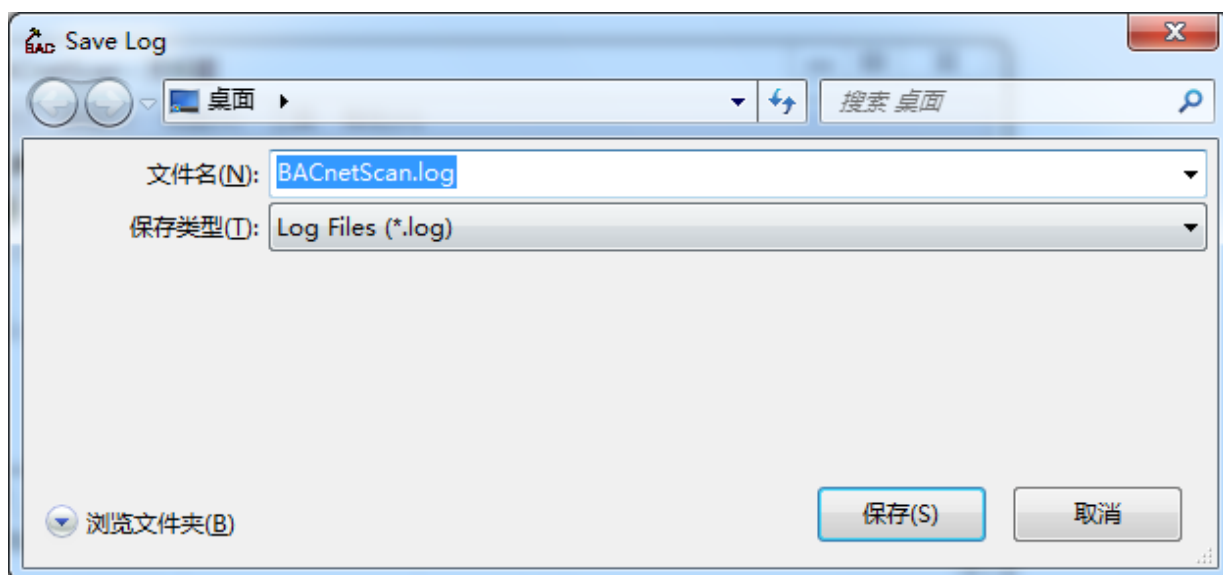 BAC Save Log
桌面
搜索 桌面
文件名(N): BACnetScan.log
保存类型(T): Log Files (*.log)
浏览文件夹(B)
保存(S) 取消